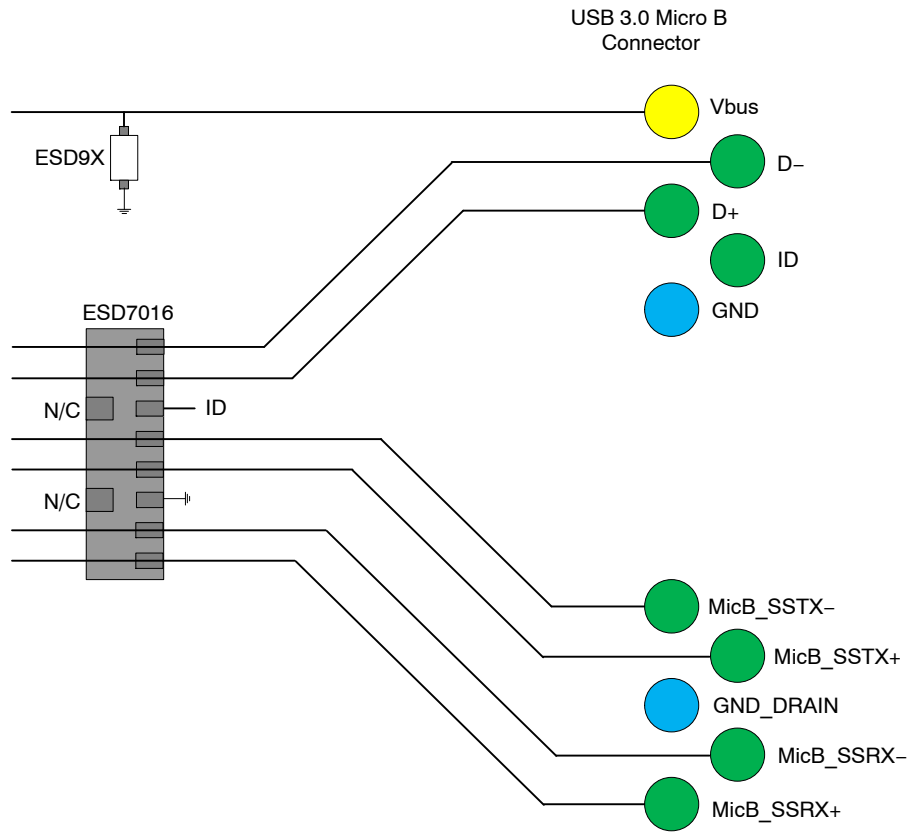 USB 3.0 Micro B
Connector
Vbus
ESD9X
D−
D+
ID
GND
ESD7016
N/C
ID
N/C
MicB_SSTX−
MicB_SSTX+
GND_DRAIN
MicB_SSRX−
MicB_SSRX+